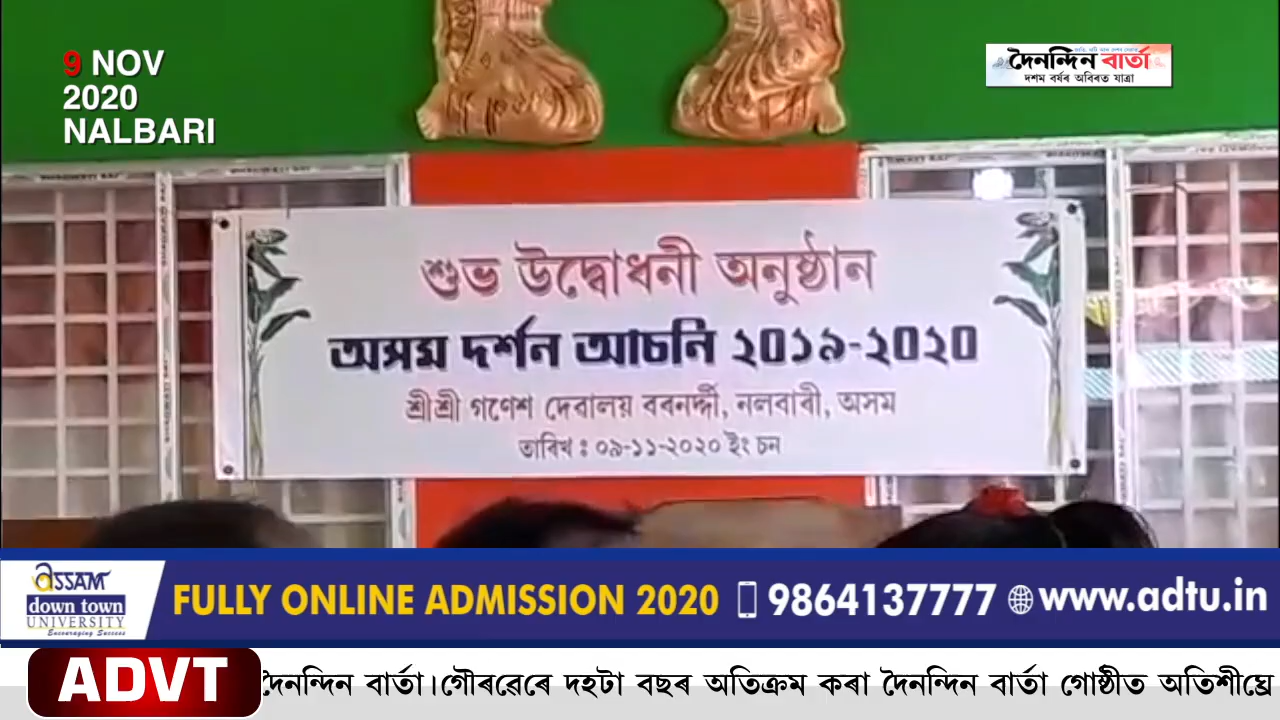 9 NOV
2020
NALBARI
দৈনন্দিন বাৰ্তা
দশম বৰ্ষৰ অবিৰত যাত্ৰা
শুভ উদ্বোধনী অনুষ্ঠান
অসম দৰ্শন আচনি ২০১৯-২০২০
শ্ৰীশ্ৰী গণেশ দেৱালয় বৰনৰ্দ্দী, নলবাৰী, অসম
তাৰিখ ঃ ০৯-১১-২০২০ ইং চন
ASSAM
down town
UNIVERSITY
Encouraging Success
FULLY ONLINE ADMISSION 2020
9864137777
www.adtu.in
ADVT
দৈনন্দিন বাৰ্তা।গৌৰৱেৰে দহটা বছৰ অতিক্ৰম কৰা দৈনন্দিন বাৰ্তা গোষ্ঠীত অতিশীঘ্ৰে